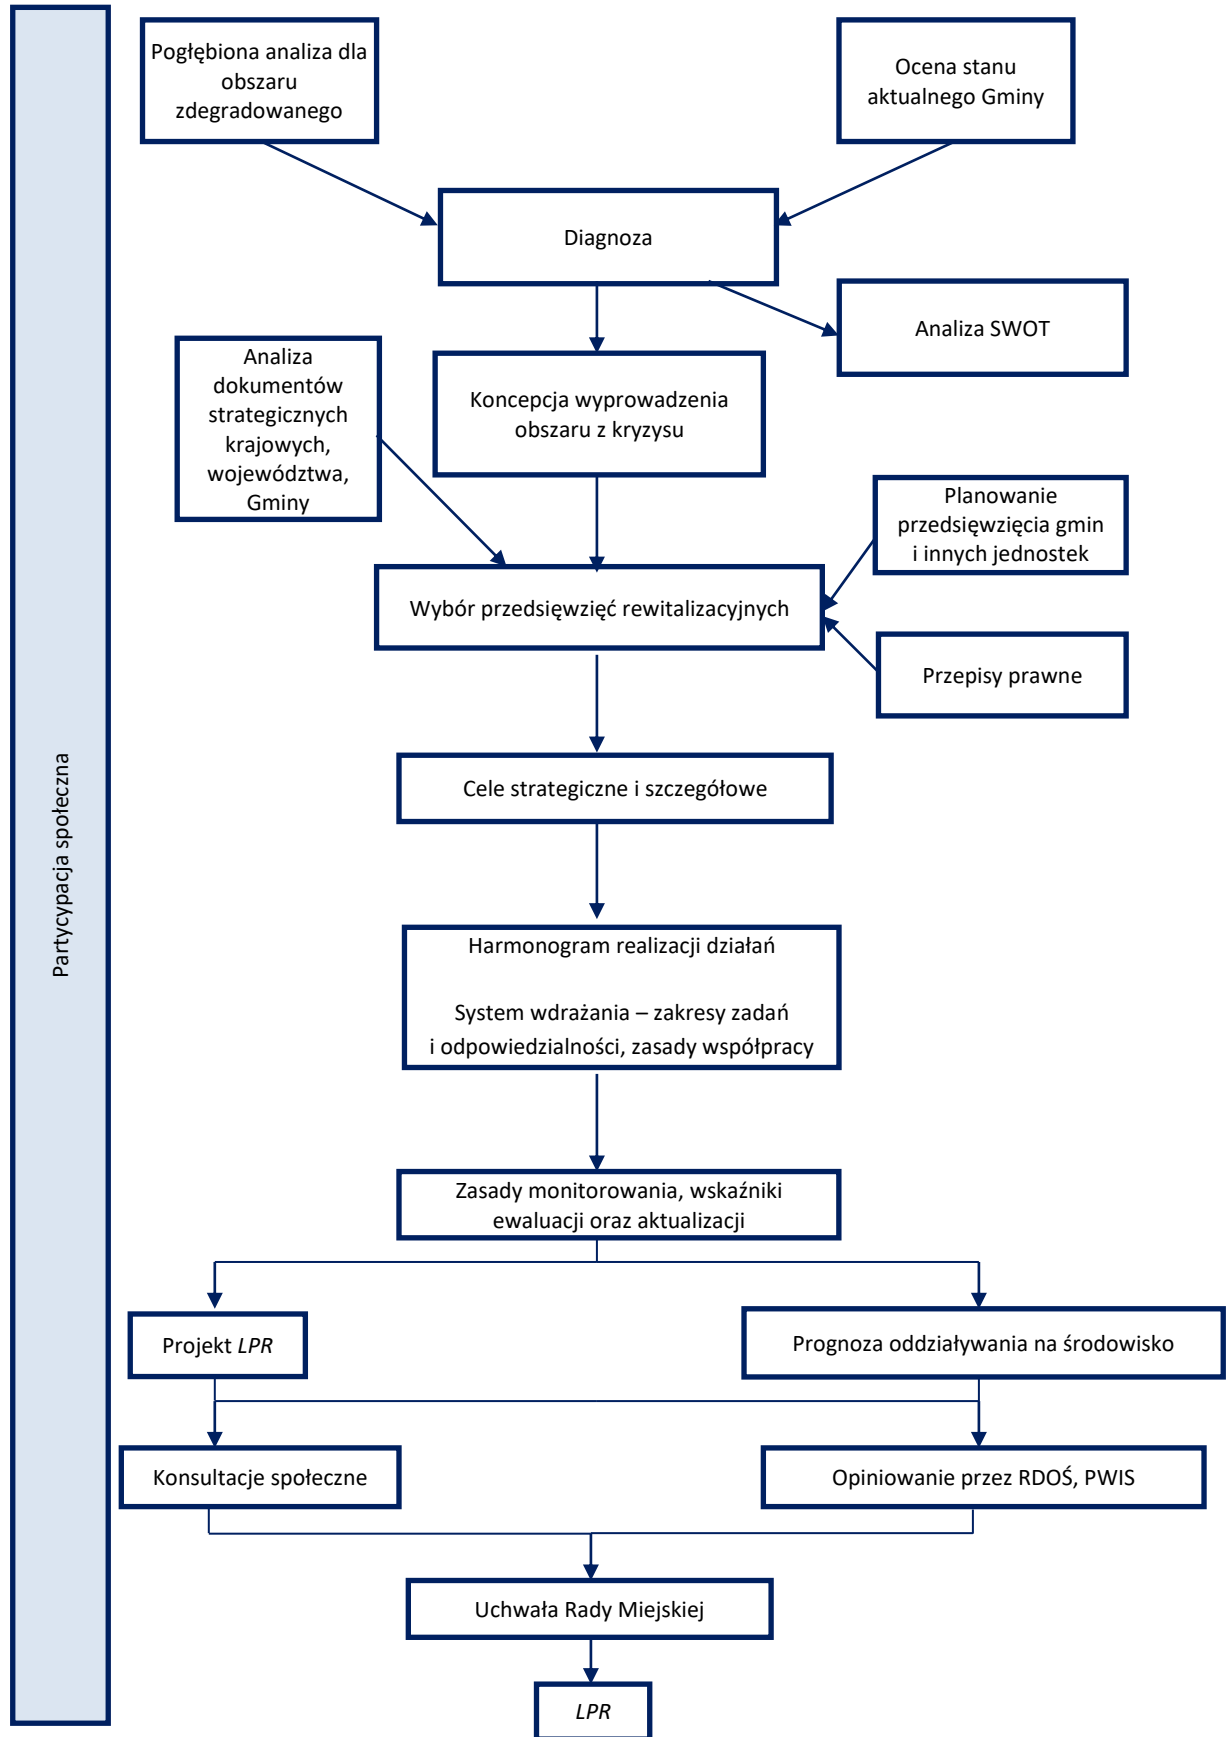 Partycypacja społeczna
Pogłębiona analiza dla
obszaru
zdegradowanego
Ocena stanu
aktualnego Gminy
Diagnoza
Analiza SWOT
Analiza
dokumentów
strategicznych
krajowych,
województwa,
Gminy
Koncepcja wyprowadzenia
obszaru z kryzysu
Planowanie
przedsięwzięcia gmin
i innych jednostek
Wybór przedsięwzięć rewitalizacyjnych
Przepisy prawne
Cele strategiczne i szczegółowe
Harmonogram realizacji działań
System wdrażania – zakresy zadań
i odpowiedzialności, zasady współpracy
Zasady monitorowania, wskaźniki
ewaluacji oraz aktualizacji
Projekt LPR
Prognoza oddziaływania na środowisko
Konsultacje społeczne
Opiniowanie przez RDOŚ, PWIS
Uchwała Rady Miejskiej
LPR